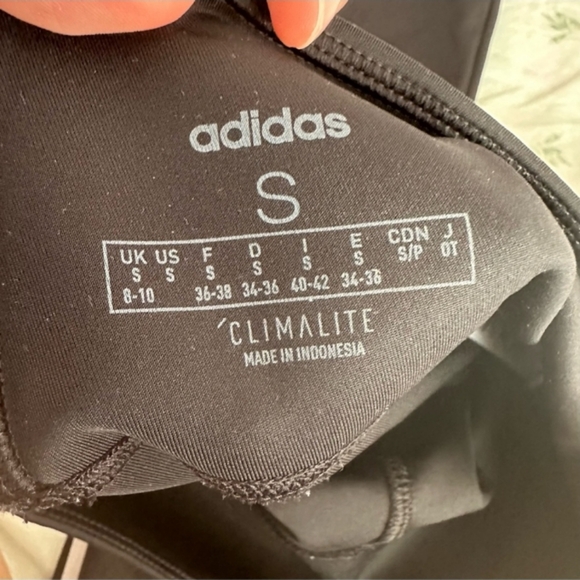 adidas
S
UK US F D I E CDN J
S S S S S S S/P OT
8-10 36-38 34-36 40-42 34-36
CLIMALITE
MADE IN INDONESIA